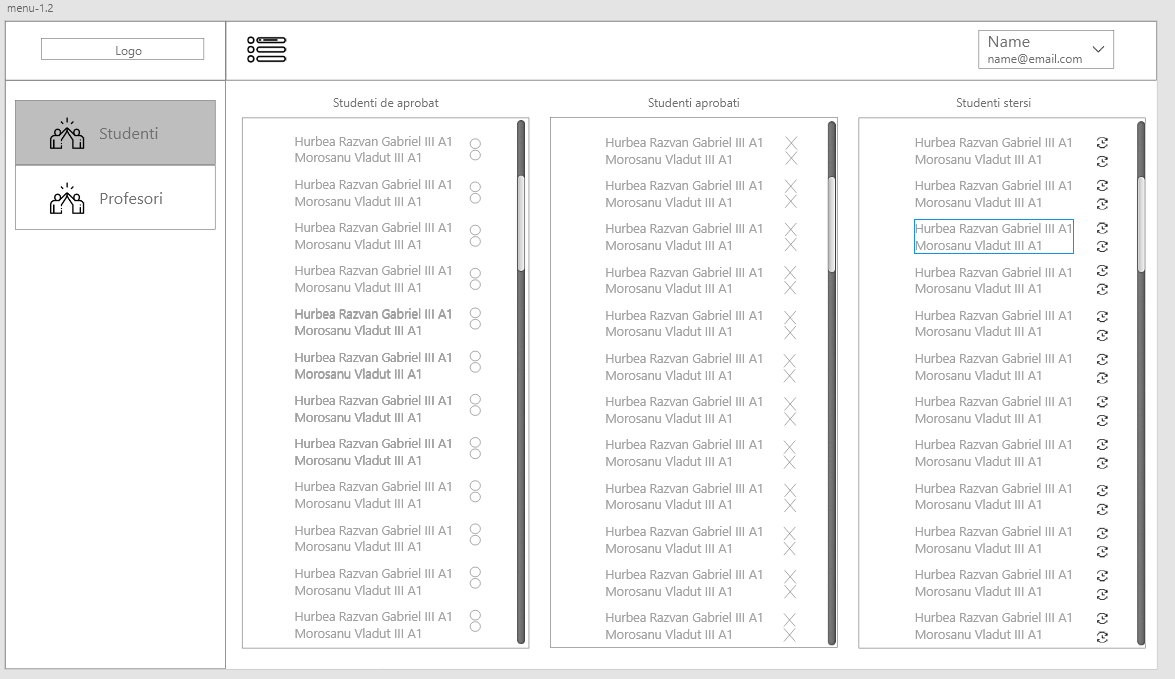 menu-1.2
Logo
Name
name@email.com
Studenti
Profesori
Studenti de aprobat
Hurbea Razvan Gabriel III A1
Morosanu Vladut III A1
Hurbea Razvan Gabriel III A1
Morosanu Vladut III A1
Hurbea Razvan Gabriel III A1
Morosanu Vladut III A1
Hurbea Razvan Gabriel III A1
Morosanu Vladut III A1
Hurbea Razvan Gabriel III A1
Morosanu Vladut III A1
Hurbea Razvan Gabriel III A1
Morosanu Vladut III A1
Hurbea Razvan Gabriel III A1
Morosanu Vladut III A1
Hurbea Razvan Gabriel III A1
Morosanu Vladut III A1
Hurbea Razvan Gabriel III A1
Morosanu Vladut III A1
Hurbea Razvan Gabriel III A1
Morosanu Vladut III A1
Hurbea Razvan Gabriel III A1
Morosanu Vladut III A1
Hurbea Razvan Gabriel III A1
Morosanu Vladut III A1
Studenti aprobati
Hurbea Razvan Gabriel III A1
Morosanu Vladut III A1
Hurbea Razvan Gabriel III A1
Morosanu Vladut III A1
Hurbea Razvan Gabriel III A1
Morosanu Vladut III A1
Hurbea Razvan Gabriel III A1
Morosanu Vladut III A1
Hurbea Razvan Gabriel III A1
Morosanu Vladut III A1
Hurbea Razvan Gabriel III A1
Morosanu Vladut III A1
Hurbea Razvan Gabriel III A1
Morosanu Vladut III A1
Hurbea Razvan Gabriel III A1
Morosanu Vladut III A1
Hurbea Razvan Gabriel III A1
Morosanu Vladut III A1
Hurbea Razvan Gabriel III A1
Morosanu Vladut III A1
Hurbea Razvan Gabriel III A1
Morosanu Vladut III A1
Hurbea Razvan Gabriel III A1
Morosanu Vladut III A1
Studenti stersi
Hurbea Razvan Gabriel III A1
Morosanu Vladut III A1
Hurbea Razvan Gabriel III A1
Morosanu Vladut III A1
Hurbea Razvan Gabriel III A1
Morosanu Vladut III A1
Hurbea Razvan Gabriel III A1
Morosanu Vladut III A1
Hurbea Razvan Gabriel III A1
Morosanu Vladut III A1
Hurbea Razvan Gabriel III A1
Morosanu Vladut III A1
Hurbea Razvan Gabriel III A1
Morosanu Vladut III A1
Hurbea Razvan Gabriel III A1
Morosanu Vladut III A1
Hurbea Razvan Gabriel III A1
Morosanu Vladut III A1
Hurbea Razvan Gabriel III A1
Morosanu Vladut III A1
Hurbea Razvan Gabriel III A1
Morosanu Vladut III A1
Hurbea Razvan Gabriel III A1
Morosanu Vladut III A1